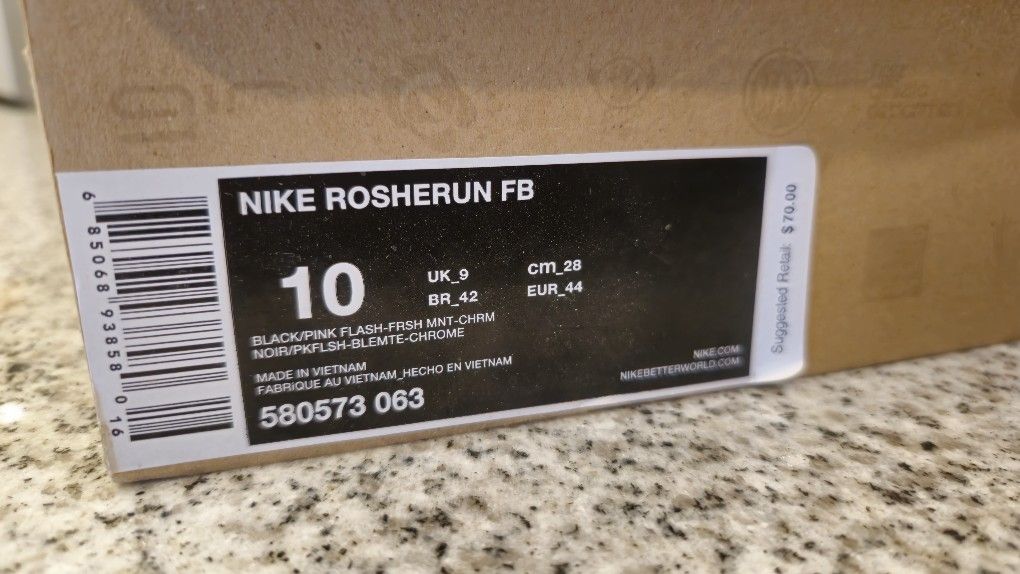 NIKE ROSHERUN FB
10
UK_9 cm_28
BR_42 EUR_44
BLACK/PINK FLASH-FRSH MNT-CHRM
NOIR/PKFLSH-BLEMTE-CHROME
MADE IN VIETNAM
FABRIQUE AU VIETNAM_HECHO EN VIETNAM
580573 063
NIKE.COM
NIKEBETTERWORLD.COM
Suggested Retail: $70.00
6 85068 93858 0 16